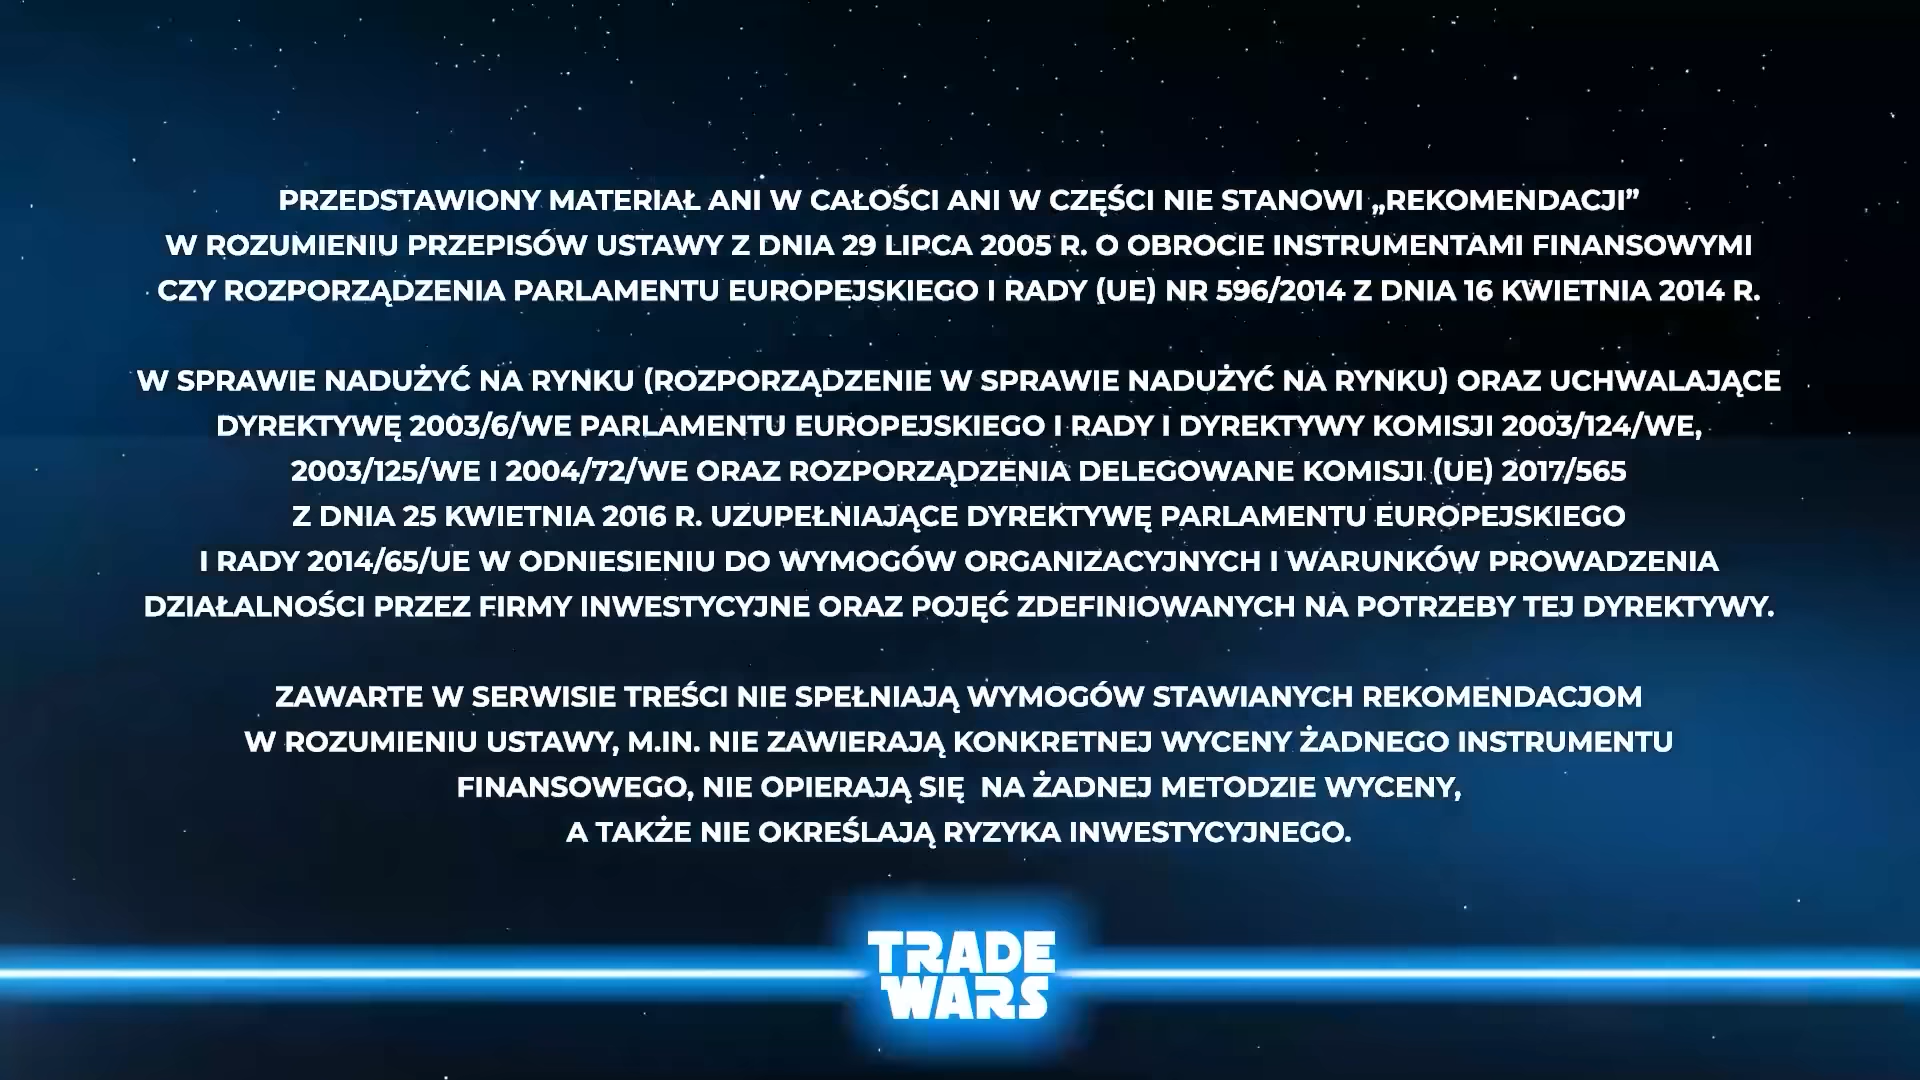 PRZEDSTAWIONY MATERIAŁ ANI W CAŁOŚCI ANI W CZĘŚCI NIE STANOWI „REKOMENDACJI”
W ROZUMIENIU PRZEPISÓW USTAWY Z DNIA 29 LIPCA 2005 R. O OBROCIE INSTRUMENTAMI FINANSOWYMI
CZY ROZPORZĄDZENIA PARLAMENTU EUROPEJSKIEGO I RADY (UE) NR 596/2014 Z DNIA 16 KWIETNIA 2014 R.
W SPRAWIE NADUŻYĆ NA RYNKU (ROZPORZĄDZENIE W SPRAWIE NADUŻYĆ NA RYNKU) ORAZ UCHWALAJĄCE
DYREKTYWĘ 2003/6/WE PARLAMENTU EUROPEJSKIEGO I RADY I DYREKTYWY KOMISJI 2003/124/WE,
2003/125/WE I 2004/72/WE ORAZ ROZPORZĄDZENIA DELEGOWANE KOMISJI (UE) 2017/565
Z DNIA 25 KWIETNIA 2016 R. UZUPEŁNIAJĄCE DYREKTYWĘ PARLAMENTU EUROPEJSKIEGO
I RADY 2014/65/UE W ODNIESIENIU DO WYMOGÓW ORGANIZACYJNYCH I WARUNKÓW PROWADZENIA
DZIAŁALNOŚCI PRZEZ FIRMY INWESTYCYJNE ORAZ POJĘĆ ZDEFINIOWANYCH NA POTRZEBY TEJ DYREKTYWY.
ZAWARTE W SERWISIE TREŚCI NIE SPEŁNIAJĄ WYMOGÓW STAWIANYCH REKOMENDACJOM
W ROZUMIENIU USTAWY, M.IN. NIE ZAWIERAJĄ KONKRETNEJ WYCENY ŻADNEGO INSTRUMENTU
FINANSOWEGO, NIE OPIERAJĄ SIĘ NA ŻADNEJ METODZIE WYCENY,
A TAKŻE NIE OKREŚLAJĄ RYZYKA INWESTYCYJNEGO.
TRADE
WARS